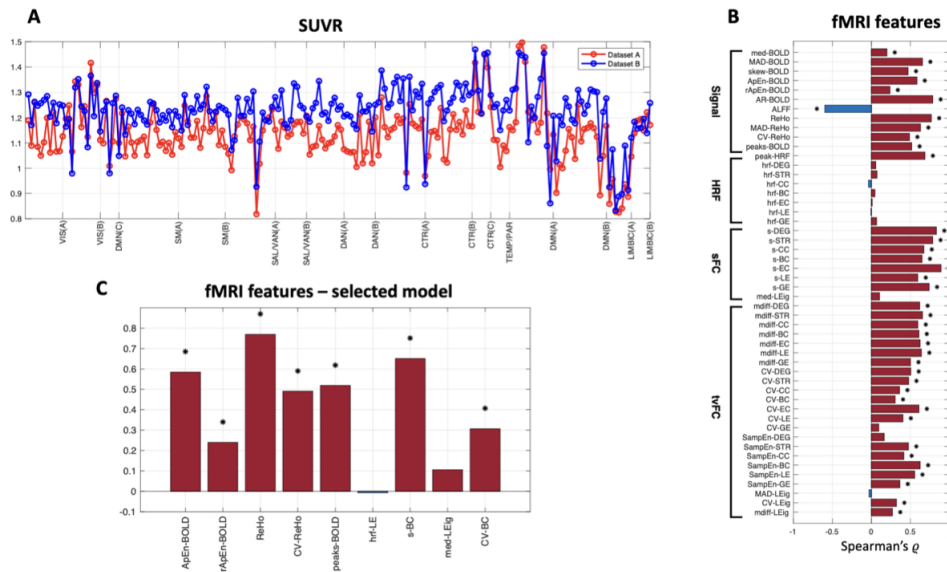 A
SUVR
1.5
1.4
1.3
1.2
1.1
1
0.9
0.8
Dataset A
Dataset B
VIS(A)
VIS(B)
DMN(C)
SM(A)
SM(B)
SAL/VAN(A)
SAL/VAN(B)
DAN(A)
DAN(B)
CTR(A)
CTR(B)
CTR(C)
TEMP/PAR
DMN(A)
DMN(B)
LIMBIC(A)
LIMBIC(B)
B
fMRI features
Signal
med-BOLD
MAD-BOLD
skew-BOLD
ApEn-BOLD
rApEn-BOLD
AR-BOLD
ALFF
ReHo
MAD-ReHo
CV-ReHo
peaks-BOLD
HRF
peak-HRF
hrf-DEG
hrf-STR
hrf-CC
hrf-BC
hrf-EC
hrf-LE
hrf-GE
sFC
s-DEG
s-STR
s-CC
s-BC
s-EC
s-LE
s-GE
med-LEig
tvFC
mdiff-DEG
mdiff-STR
mdiff-CC
mdiff-BC
mdiff-EC
mdiff-LE
mdiff-GE
CV-DEG
CV-STR
CV-CC
CV-BC
CV-EC
CV-LE
CV-GE
SampEn-DEG
SampEn-STR
SampEn-CC
SampEn-BC
SampEn-LE
SampEn-GE
MAD-LEig
CV-LEig
mdiff-LEig
-1
-0.5
0
0.5
Spearman's ϱ
C
fMRI features – selected model
0.8
0.7
0.6
0.5
0.4
0.3
0.2
0.1
0
-0.1
ApEn-BOLD
rApEn-BOLD
ReHo
CV-ReHo
peaks-BOLD
hrf-LE
s-BC
med-LEig
CV-BC